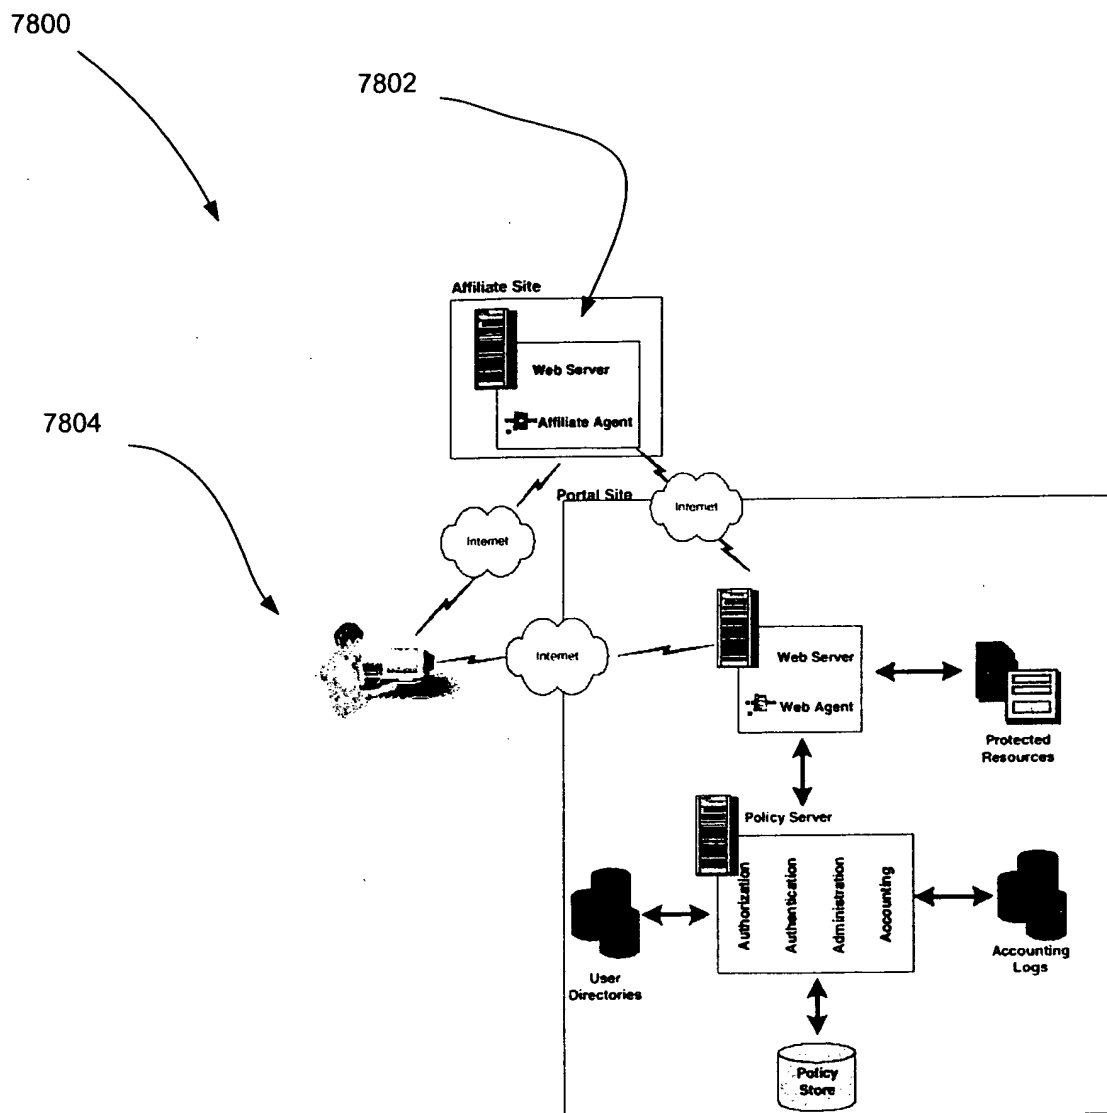 7800
7802
Affiliate Site
Web Server
Affiliate Agent
7804
Portal Site
Internet
Internet
Internet
Web Server
Web Agent
Protected
Resources
Policy Server
Authorization
Authentication
Administration
Accounting
User
Directories
Accounting
Logs
Policy
Store